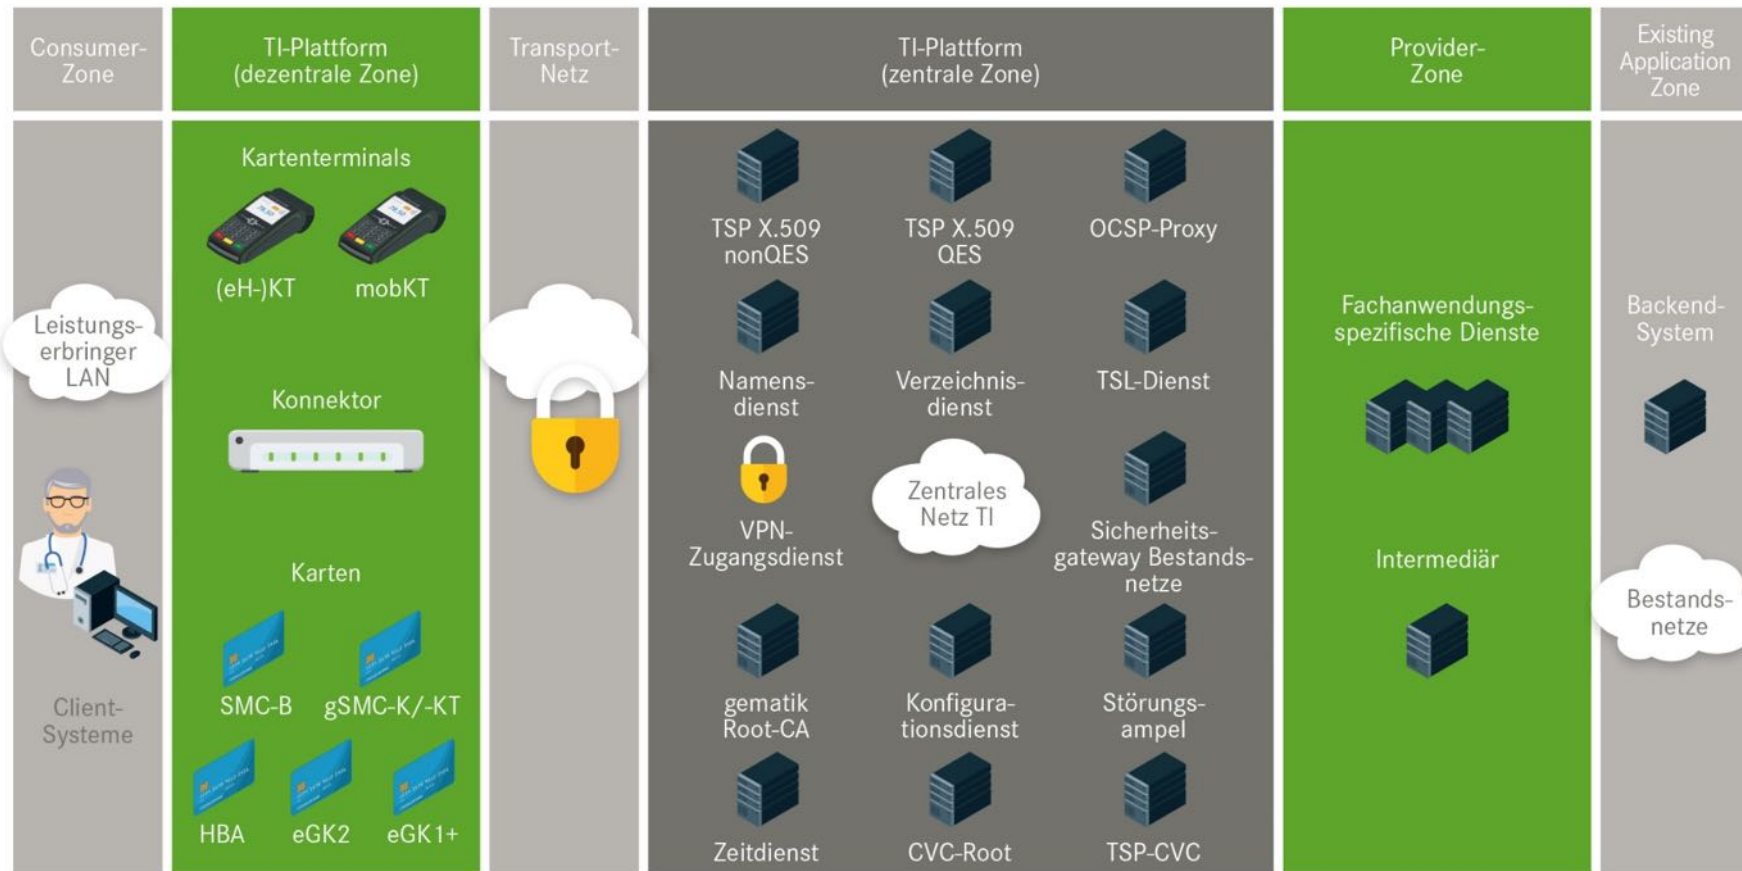 Consumer-
Zone
TI-Plattform
(dezentrale Zone)
Transport-
Netz
TI-Plattform
(zentrale Zone)
Provider-
Zone
Existing
Application
Zone
Leistungs-
erbringer
LAN
Client-
Systeme
Kartenterminals
(eH-)KT
mobKT
Konnektor
Karten
SMC-B
gSMC-K/-KT
HBA
eGK2
eGK1+
TSP X.509
nonQES
TSP X.509
QES
OCSP-Proxy
Namens-
dienst
Verzeichnis-
dienst
TSL-Dienst
VPN-
Zugangsdienst
Zentrales
Netz TI
Sicherheits-
gateway Bestands-
netze
gematik
Root-CA
Konfigura-
tionsdienst
Störungs-
ampel
Zeitdienst
CVC-Root
TSP-CVC
Fachanwendungs-
spezifische Dienste
Intermediär
Backend-
System
Bestands-
netze